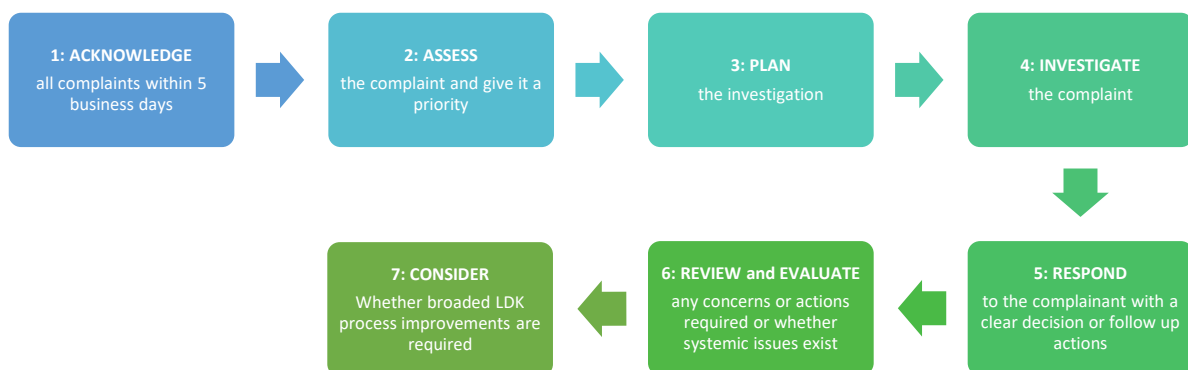 1: ACKNOWLEDGE
all complaints within 5
business days
2: ASSESS
the complaint and give it a
priority
3: PLAN
the investigation
4: INVESTIGATE
the complaint
5: RESPOND
to the complainant with a
clear decision or follow up
actions
6: REVIEW and EVALUATE
any concerns or actions
required or whether
systemic issues exist
7: CONSIDER
Whether broaded LDK
process improvements are
required